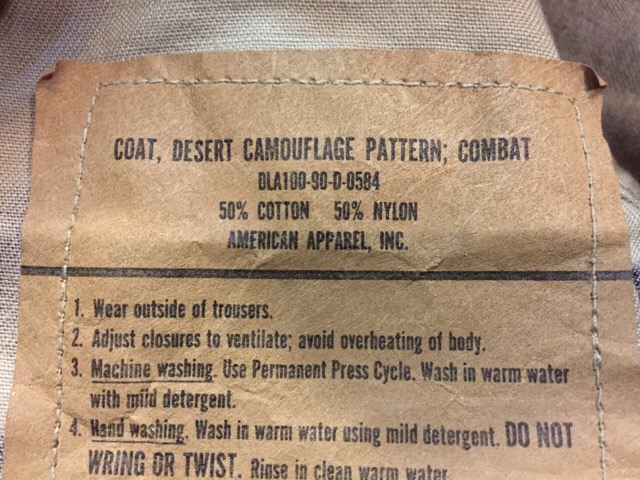 COAT, DESERT CAMOUFLAGE PATTERN; COMBAT
DLA100-90-D-0584
50% COTTON 50% NYLON
AMERICAN APPAREL, INC.
1. Wear outside of trousers.
2. Adjust closures to ventilate; avoid overheating of body.
3. Machine washing. Use Permanent Press Cycle. Wash in warm water
with mild detergent.
4. Hand washing. Wash in warm water using mild detergent. DO NOT
WRING OR TWIST. Rinse in clean warm water.